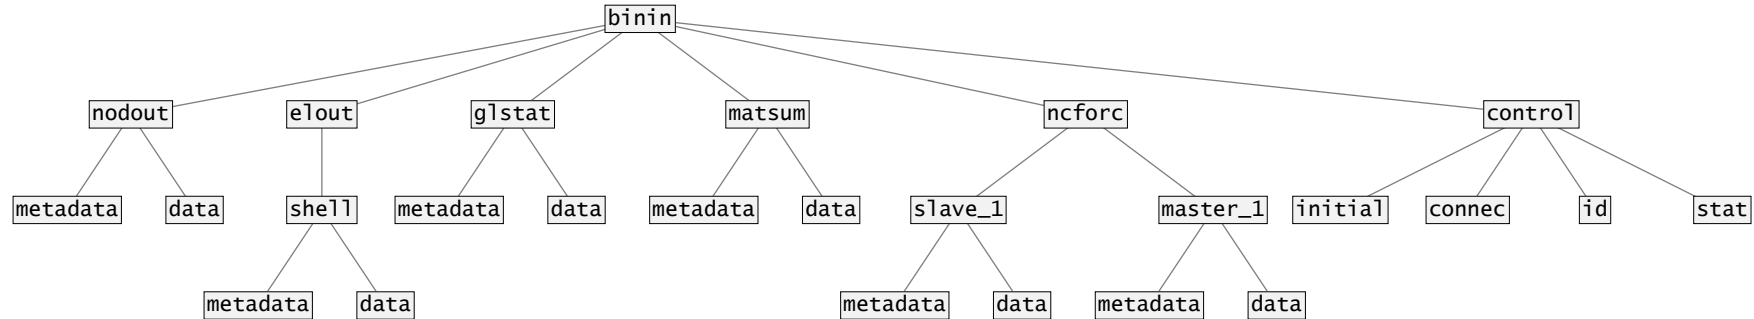 binin
nodout elout glstat matsum ncforc control
metadata data shell metadata data metadata data slave_1 master_1 initial connec id stat
metadata data metadata data metadata data